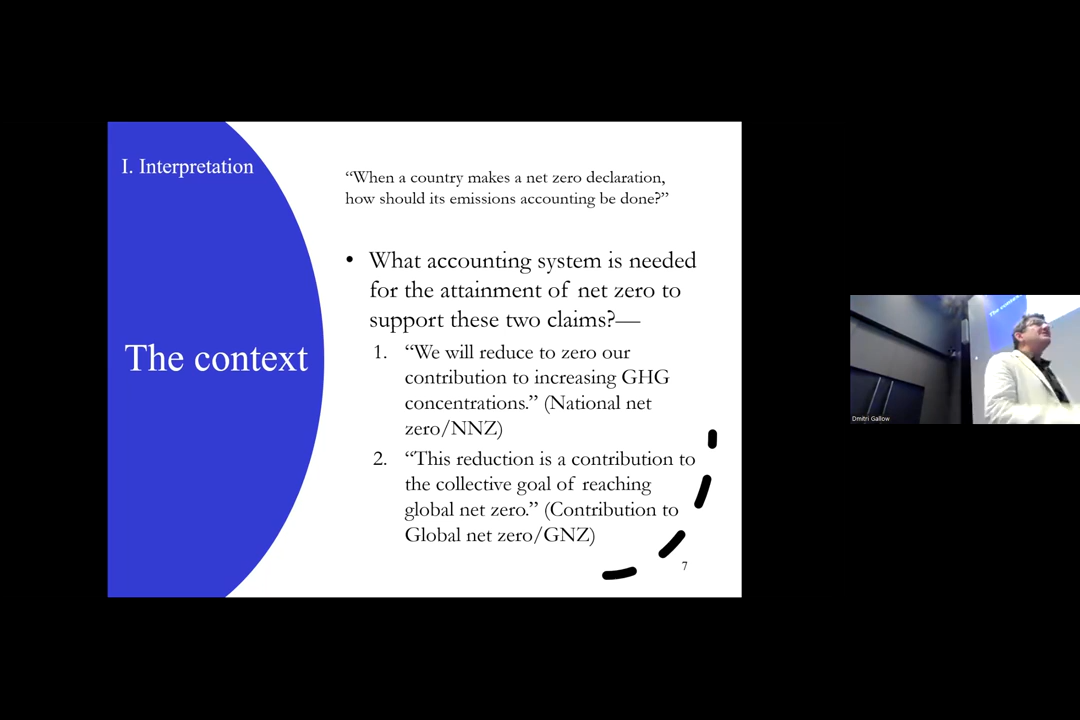 I. Interpretation
The context
“When a country makes a net zero declaration,
how should its emissions accounting be done?”
• What accounting system is needed
for the attainment of net zero to
support these two claims?—
1. “We will reduce to zero our
contribution to increasing GHG
concentrations.” (National net
zero/NNZ)
2. “This reduction is a contribution to
the collective goal of reaching
global net zero.” (Contribution to
Global net zero/GNZ)
7
The context
Dmitri Gallow